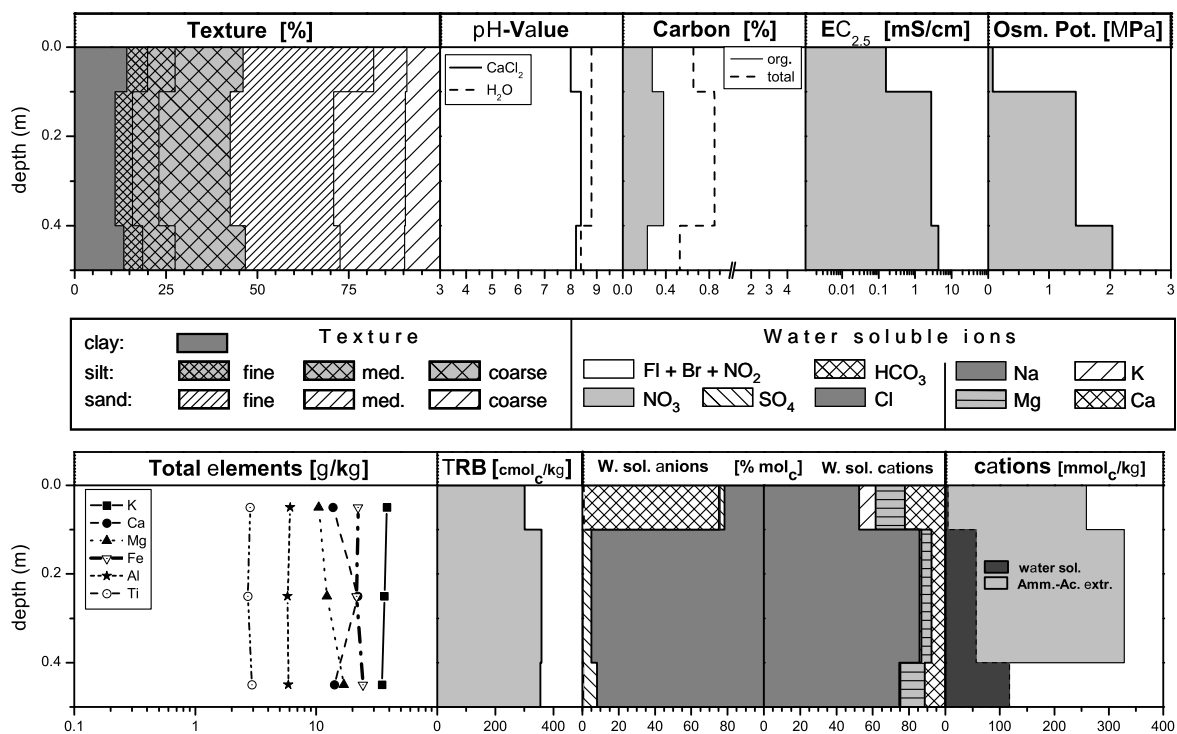 Texture [%] pH-Value Carbon [%] EC2.5 [mS/cm] Osm. Pot. [MPa]
depth (m)
0.0
0.2
0.4
CaCl2
H2O
org.
total
0 25 50 75 3 4 5 6 7 8 9 0.0 0.4 0.8 2 3 4 0.01 0.1 1 10 0 1 2 3
Texture Water soluble ions
clay:
silt: fine med. coarse
sand: fine med. coarse
Fl + Br + NO2 HCO3 Na K
NO3 SO4 Cl Mg Ca
Total elements [g/kg] TRB [cmolc/kg] W. sol. anions [% molc] W. sol. cations cations [mmolc/kg]
depth (m)
0.0
0.2
0.4
K
Ca
Mg
Fe
Al
Ti
water sol.
Amm.-Ac. extr.
0.1 1 10 0 200 400 0 20 40 60 80 0 20 40 60 80 0 100 200 300 400